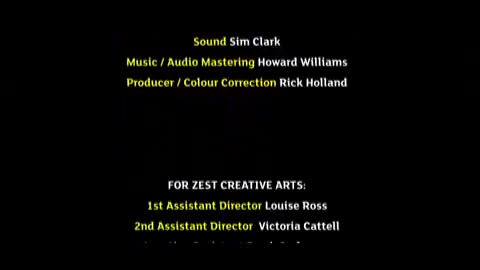 Sound Sim Clark
Music / Audio Mastering Howard Williams
Producer / Colour Correction Rick Holland
FOR ZEST CREATIVE ARTS:
1st Assistant Director Louise Ross
2nd Assistant Director Victoria Cattell